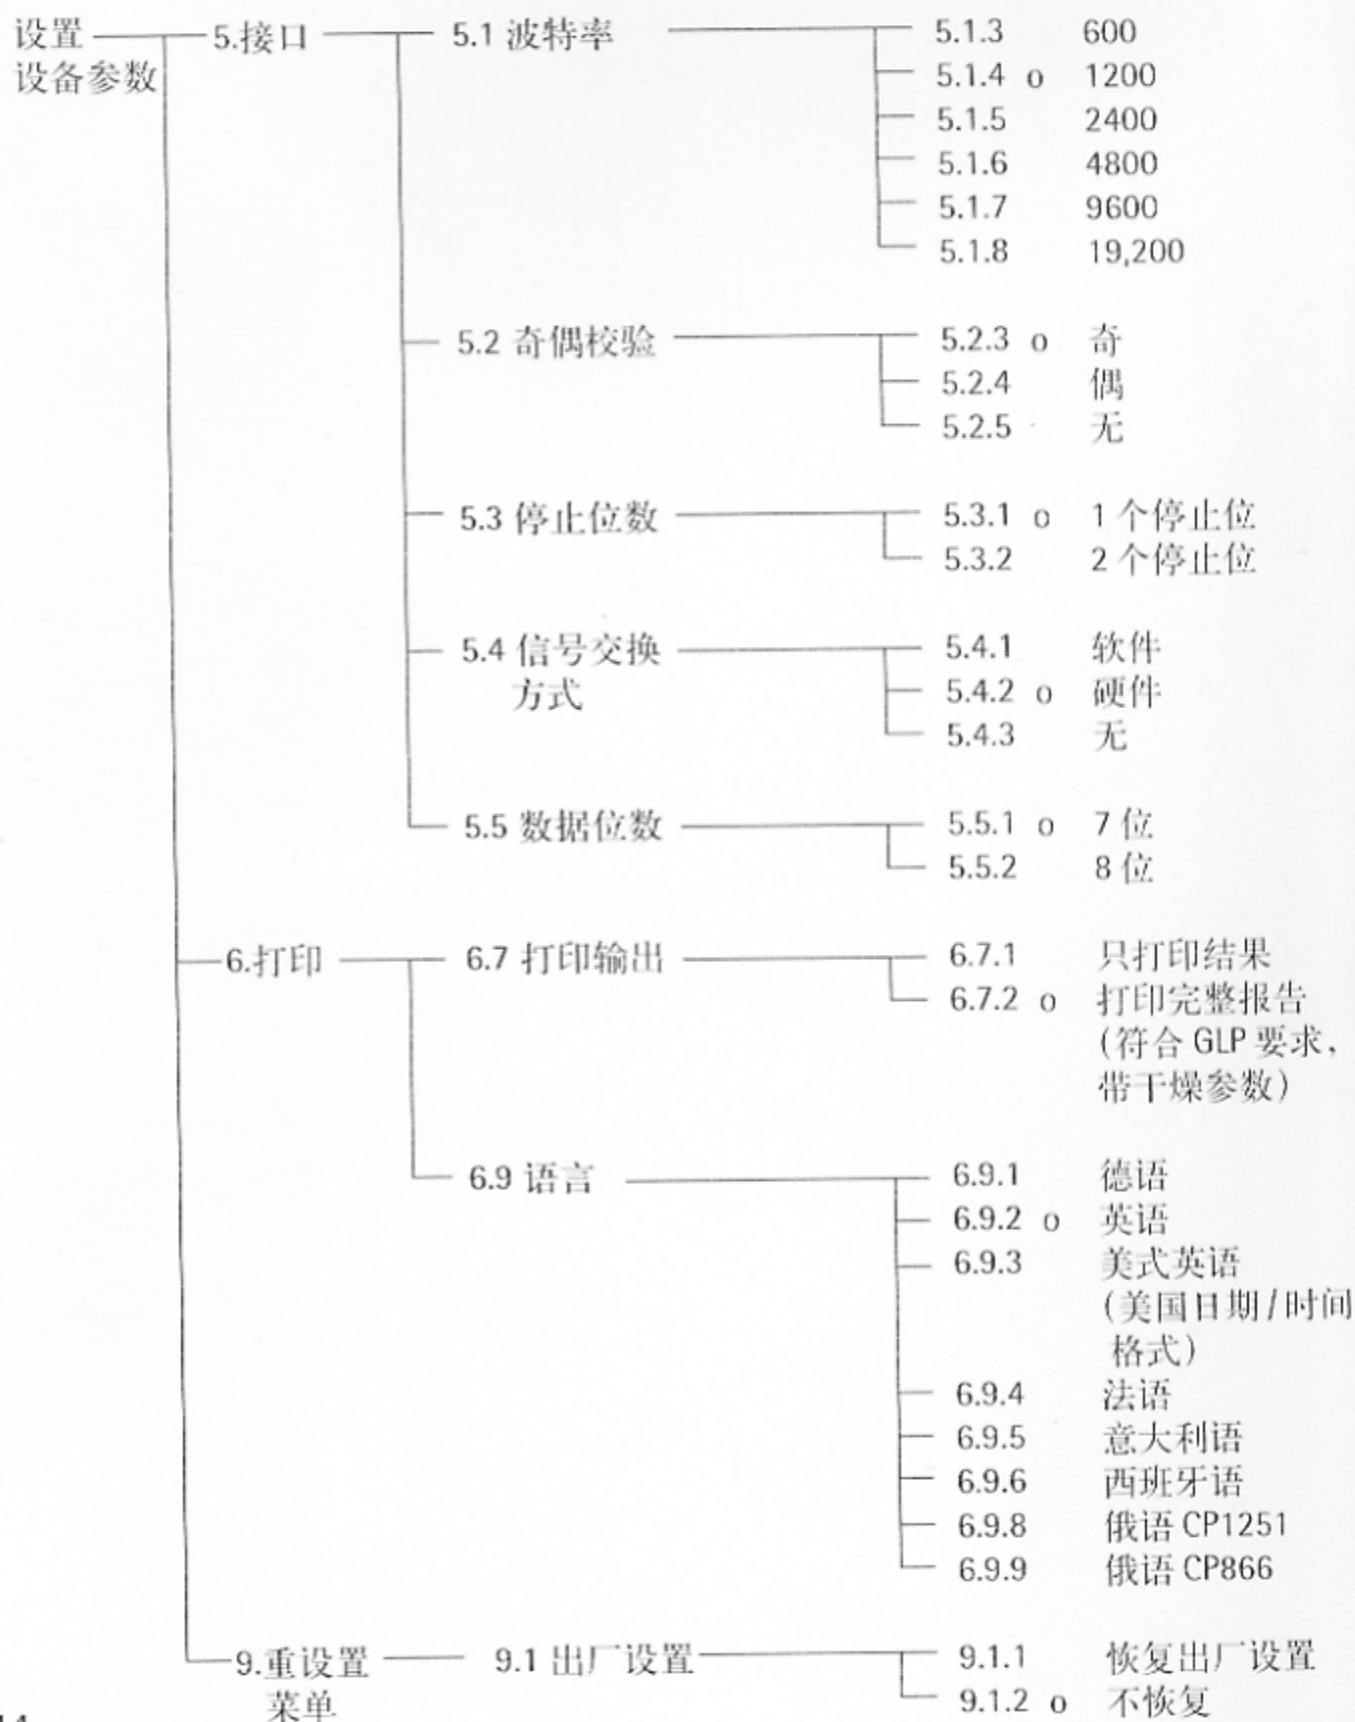 设置 5.接口 5.1 波特率 5.1.3 600
设备参数 5.1.4 o 1200
5.1.5 2400
5.1.6 4800
5.1.7 9600
5.1.8 19,200
5.2 奇偶校验 5.2.3 o 奇
5.2.4 偶
5.2.5 无
5.3 停止位数 5.3.1 o 1个停止位
5.3.2 2个停止位
5.4 信号交换 5.4.1 软件
方式 5.4.2 o 硬件
5.4.3 无
5.5 数据位数 5.5.1 o 7位
5.5.2 8位
6.打印 6.7 打印输出 6.7.1 只打印结果
6.7.2 o 打印完整报告
(符合 GLP 要求,
带干燥参数)
6.9 语言 6.9.1 德语
6.9.2 o 英语
6.9.3 美式英语
(美国日期/时间
格式)
6.9.4 法语
6.9.5 意大利语
6.9.6 西班牙语
6.9.8 俄语 CP1251
6.9.9 俄语 CP866
9.重设置 9.1 出厂设置 9.1.1 恢复出厂设置
菜单 9.1.2 o 不恢复